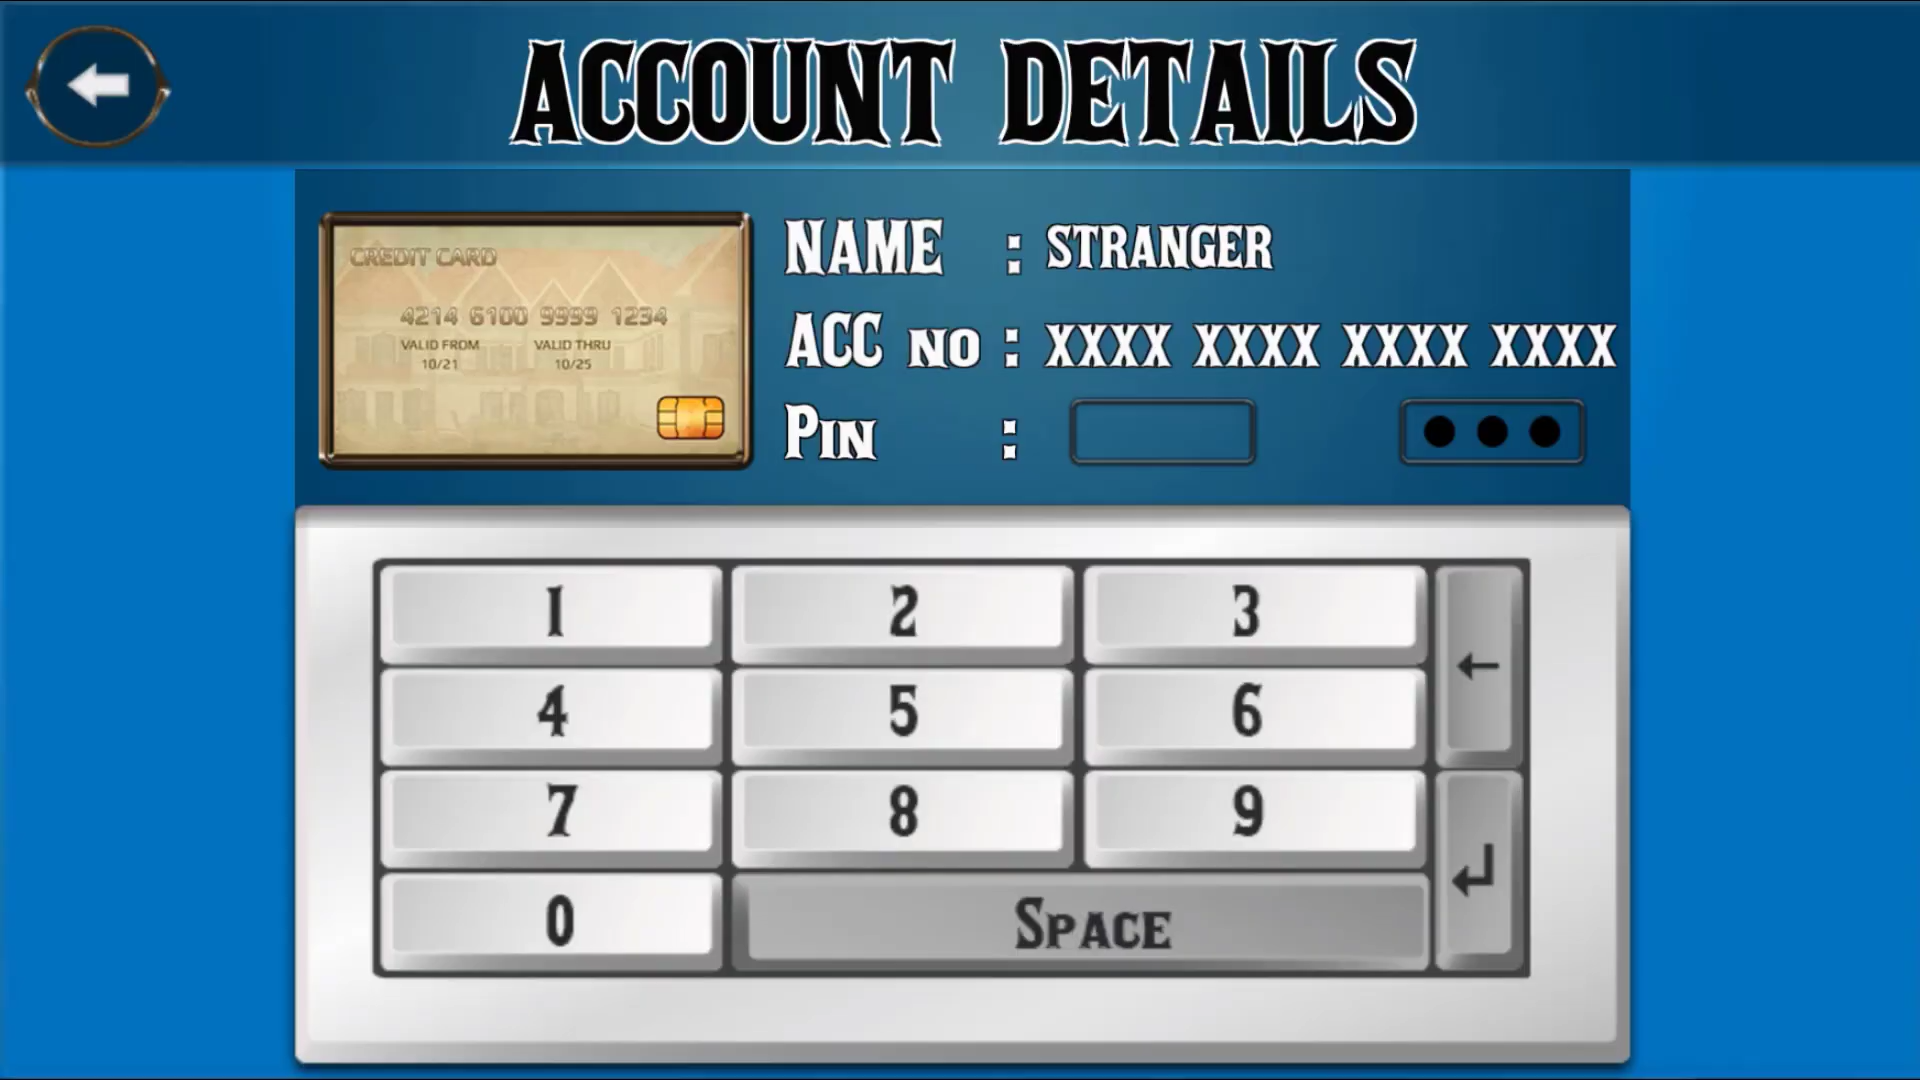 ACCOUNT DETAILS
CREDIT CARD
4214 6100 9999 1234
VALID FROM VALID THRU
10/21 10/25
NAME : STRANGER
ACC NO : XXXX XXXX XXXX XXXX
PIN :
1 2 3
4 5 6
7 8 9
0 SPACE